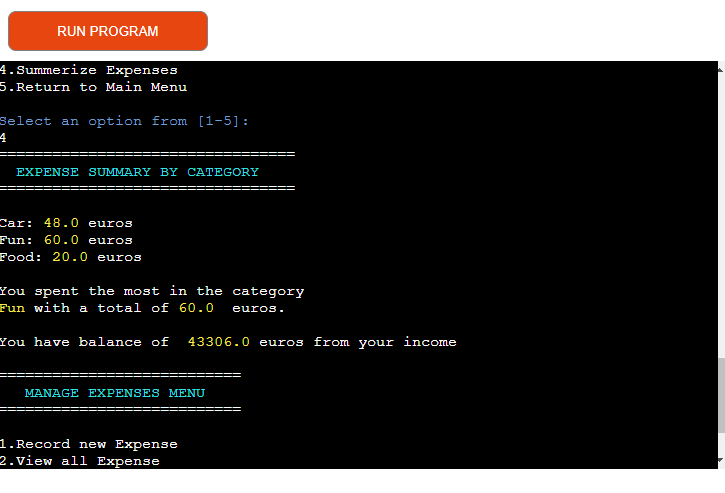 RUN PROGRAM
4.Summerize Expenses
5.Return to Main Menu
Select an option from [1-5]:
4
=================================
EXPENSE SUMMARY BY CATEGORY
=================================
Car: 48.0 euros
Fun: 60.0 euros
Food: 20.0 euros
You spent the most in the category
Fun with a total of 60.0  euros.
You have balance of  43306.0 euros from your income
===========================
MANAGE EXPENSES MENU
===========================
1.Record new Expense
2.View all Expense